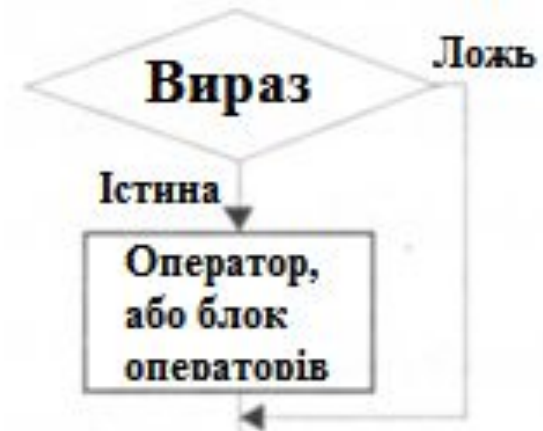 Вираз
Ложь
Істина
Оператор,
або блок
операторів